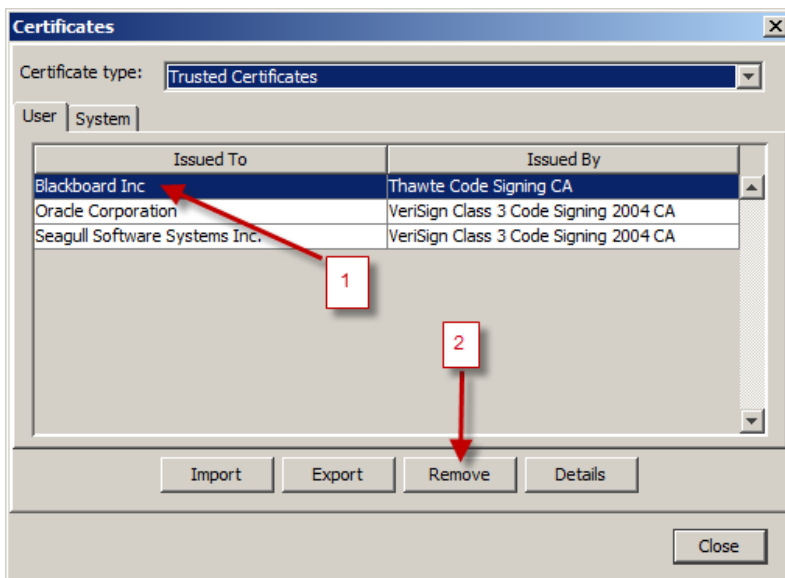 Certificates
Certificate type: Trusted Certificates
User System
Issued To Issued By
Blackboard Inc Thawte Code Signing CA
Oracle Corporation VeriSign Class 3 Code Signing 2004 CA
Seagull Software Systems Inc. VeriSign Class 3 Code Signing 2004 CA
1
2
Import Export Remove Details
Close